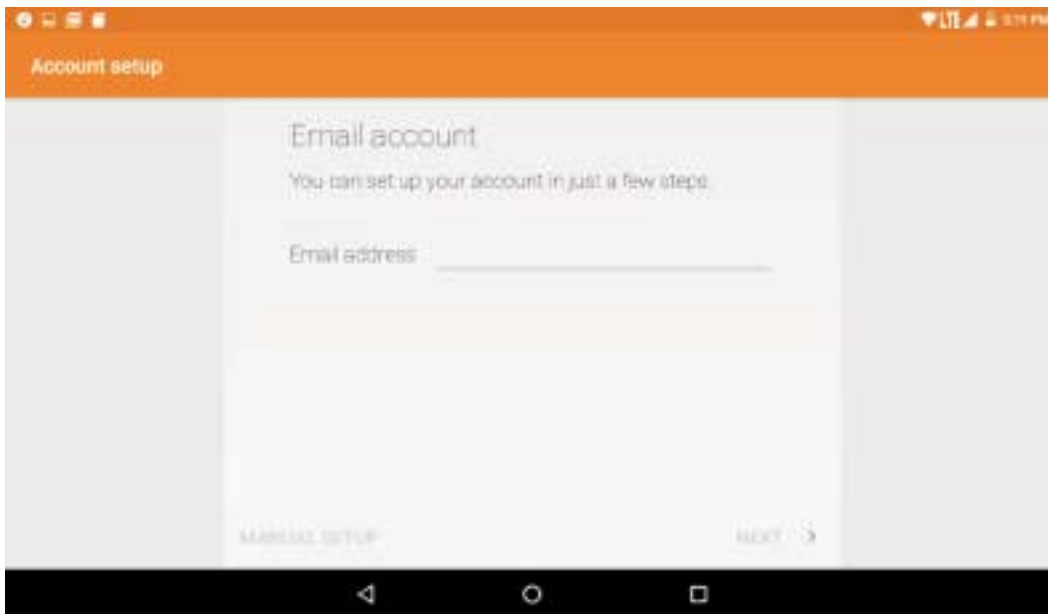 LTE
Account setup
Email account
You can set up your account in just a few steps.
Email address
MANUAL SETUP
NEXT